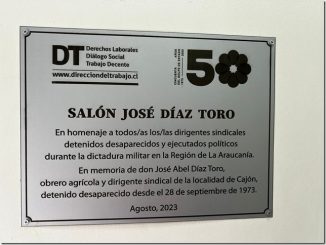 DT
Derechos Laborales
Diálogo Social
Trabajo Decente
www.direcciondeltrabajo.cl
50
SALÓN JOSÉ DÍAZ TORO
En homenaje a todos/as los/las dirigentes sindicales
detenidos desaparecidos y ejecutados políticos
durante la dictadura militar en la Región de La Araucanía.
En memoria de don José Abel Díaz Toro,
obrero agrícola y dirigente sindical de la localidad de Cajón,
detenido desaparecido desde el 28 de septiembre de 1973.
Agosto, 2023